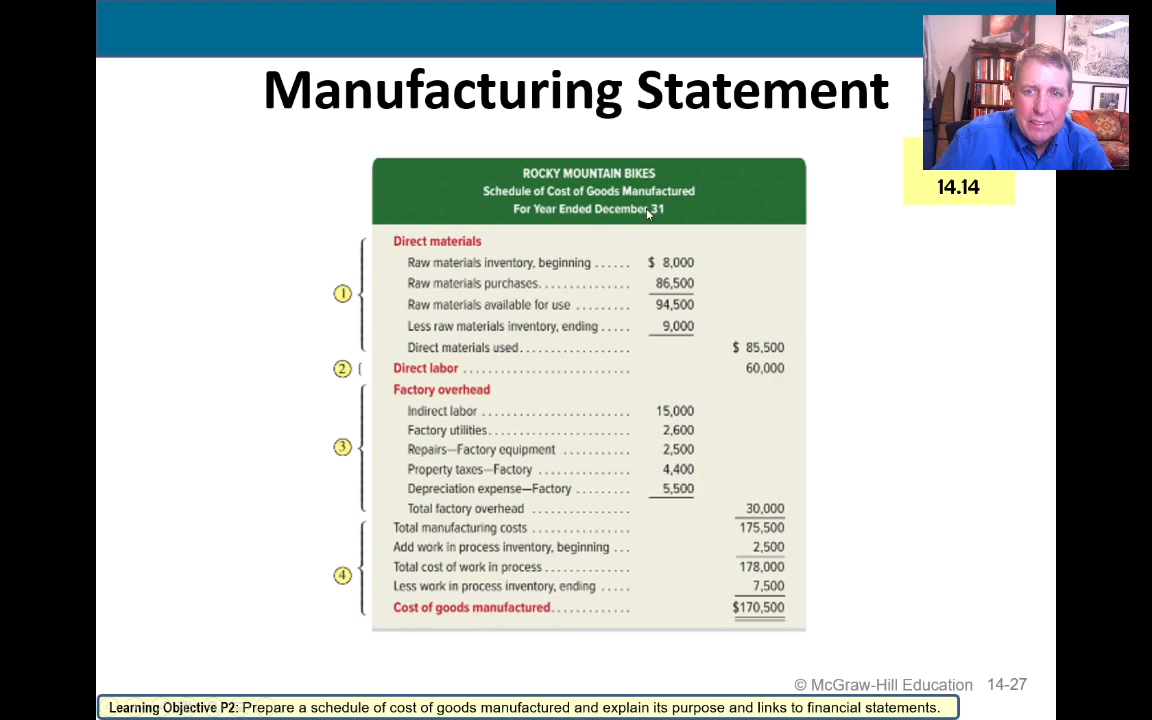 Manufacturing Statement
14.14
ROCKY MOUNTAIN BIKES
Schedule of Cost of Goods Manufactured
For Year Ended December 31
1
Direct materials
Raw materials inventory, beginning ...... $ 8,000
Raw materials purchases............... 86,500
Raw materials available for use ......... 94,500
Less raw materials inventory, ending ..... 9,000
Direct materials used.................. $ 85,500
2
Direct labor ........................... 60,000
3
Factory overhead
Indirect labor ........................ 15,000
Factory utilities....................... 2,600
Repairs—Factory equipment ........... 2,500
Property taxes—Factory ............... 4,400
Depreciation expense—Factory ......... 5,500
Total factory overhead ................ 30,000
4
Total manufacturing costs ................ 175,500
Add work in process inventory, beginning ... 2,500
Total cost of work in process.............. 178,000
Less work in process inventory, ending ..... 7,500
Cost of goods manufactured............. $170,500
© McGraw-Hill Education 14-27
Learning Objective P2: Prepare a schedule of cost of goods manufactured and explain its purpose and links to financial statements.